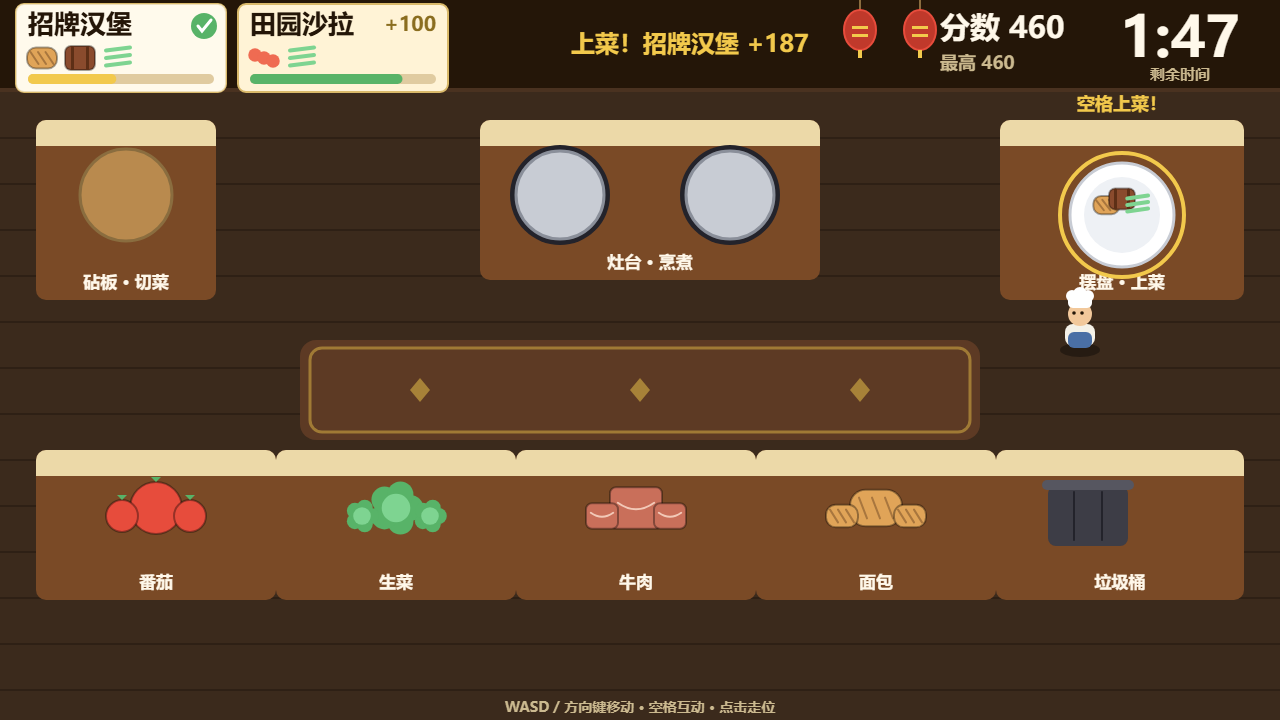 招牌汉堡
田园沙拉 +100
上菜！招牌汉堡 +187
分数 460
最高 460
1:47
剩余时间
空格上菜！
砧板 • 切菜
灶台 • 烹煮
摆盘 • 上菜
番茄
生菜
牛肉
面包
垃圾桶
WASD / 方向键移动 • 空格互动 • 点击走位